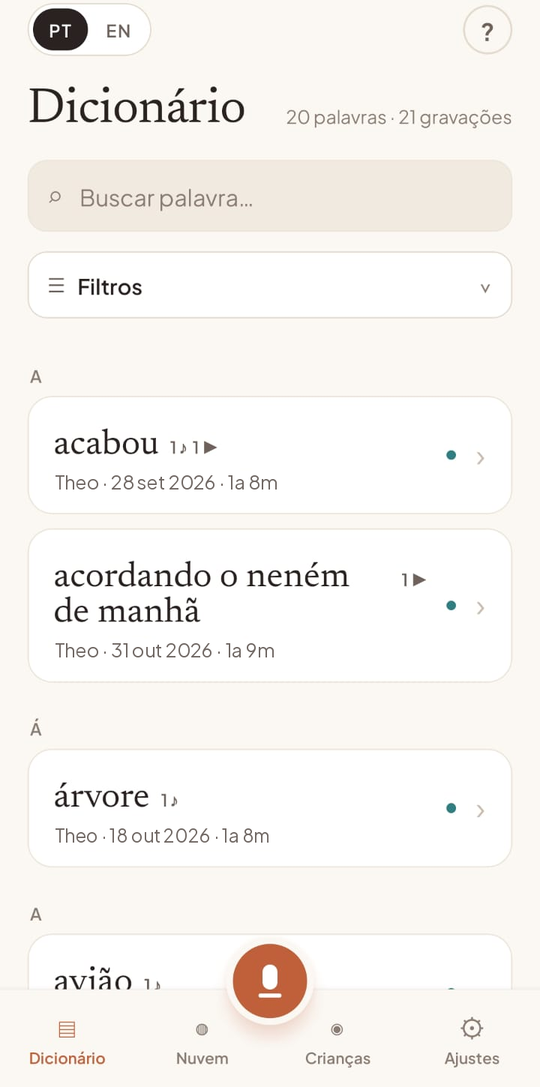 PT EN ?
Dicionário 20 palavras · 21 gravações
Buscar palavra...
Filtros
A
acabou 1♪ 1▶
Theo · 28 set 2026 · 1a 8m
acordando o neném 1▶
de manhã
Theo · 31 out 2026 · 1a 9m
Á
árvore 1♪
Theo · 18 out 2026 · 1a 8m
A
avião 1♪
Dicionário Nuvem Crianças Ajustes